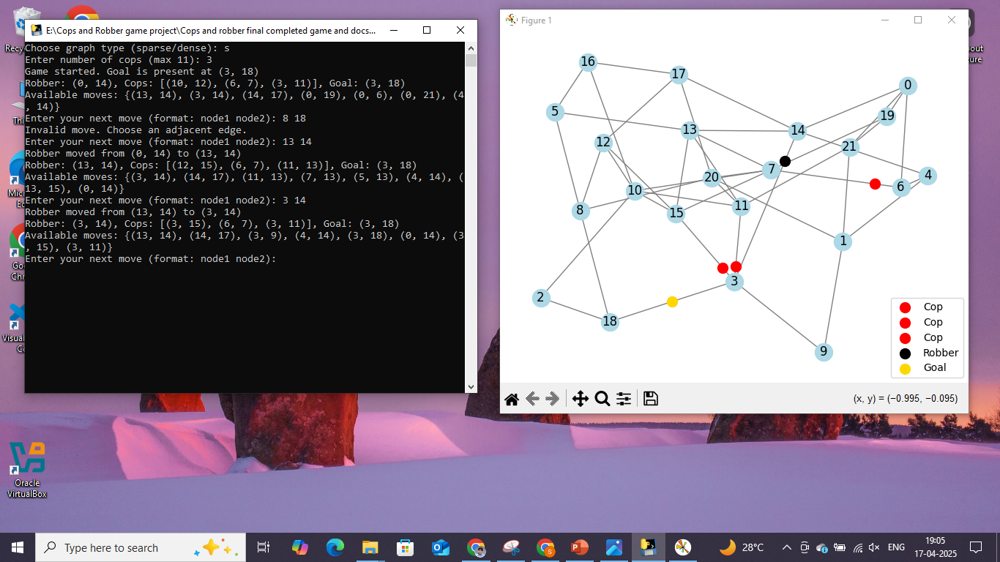 E:\Cops and Robber game project\Cops and robber final completed game and docs...
Choose graph type (sparse/dense): s
Enter number of cops (max 11): 3
Game started. Goal is present at (3, 18)
Robber: (0, 14), Cops: [(10, 12), (6, 7), (3, 11)], Goal: (3, 18)
Available moves: {(13, 14), (3, 14), (14, 17), (0, 19), (0, 6), (0, 21), (4
, 14)}
Enter your next move (format: node1 node2): 8 18
Invalid move. Choose an adjacent edge.
Enter your next move (format: node1 node2): 13 14
Robber moved from (0, 14) to (13, 14)
Robber: (13, 14), Cops: [(12, 15), (6, 7), (11, 13)], Goal: (3, 18)
Available moves: {(3, 14), (14, 17), (11, 13), (7, 13), (5, 13), (4, 14), (
13, 15), (0, 14)}
Enter your next move (format: node1 node2): 3 14
Robber moved from (13, 14) to (3, 14)
Robber: (3, 14), Cops: [(3, 15), (6, 7), (3, 11)], Goal: (3, 18)
Available moves: {(13, 14), (14, 17), (3, 9), (4, 14), (3, 18), (0, 14), (3
, 15), (3, 11)}
Enter your next move (format: node1 node2):
Figure 1
16
17
0
5
19
13
14
12
21
7
20
4
6
10
11
8
15
1
3
2
18
9
Cop
Cop
Cop
Robber
Goal
(x, y) = (−0.995, −0.095)
Oracle
VirtualBox
Type here to search
28°C
ENG
19:05
17-04-2025